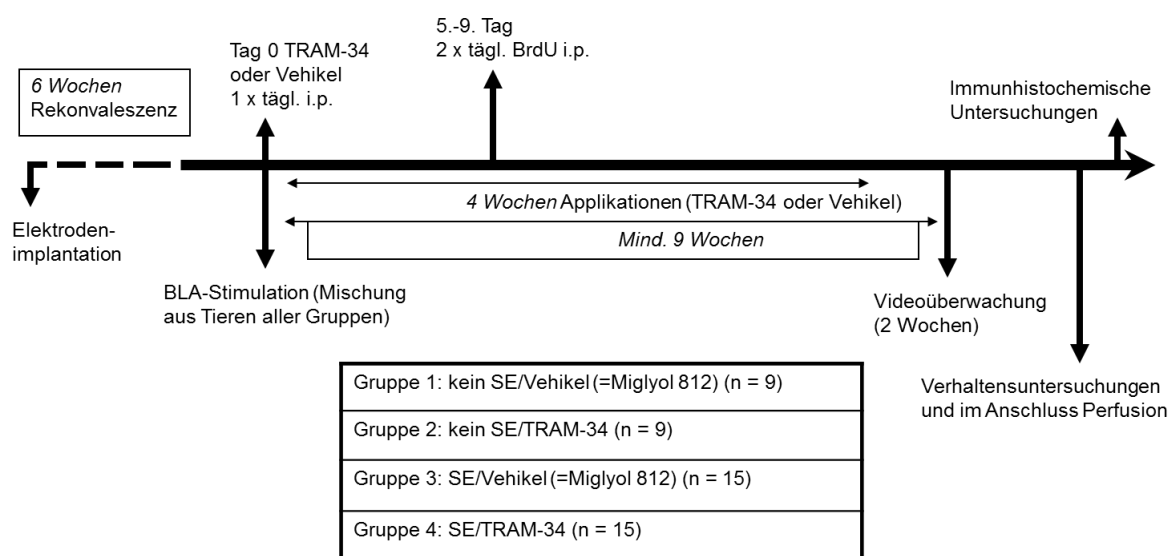 5.-9. Tag
2 x tägl. BrdU i.p.
Tag 0 TRAM-34
oder Vehikel
1 x tägl. i.p.
6 Wochen
Rekonvaleszenz
Immunhistochemische
Untersuchungen
4 Wochen Applikationen (TRAM-34 oder Vehikel)
Mind. 9 Wochen
Elektroden-
implantation
BLA-Stimulation (Mischung
aus Tieren aller Gruppen)
Videoüberwachung
(2 Wochen)
Verhaltensuntersuchungen
und im Anschluss Perfusion
Gruppe 1: kein SE/Vehikel (=Miglyol 812) (n = 9)
Gruppe 2: kein SE/TRAM-34 (n = 9)
Gruppe 3: SE/Vehikel (=Miglyol 812) (n = 15)
Gruppe 4: SE/TRAM-34 (n = 15)